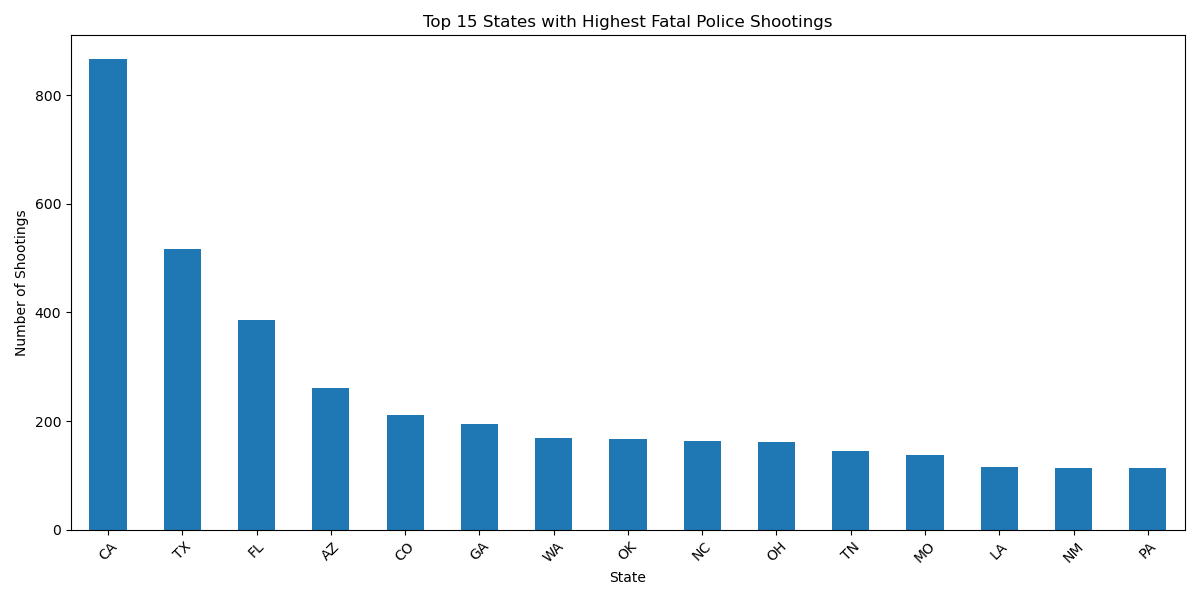 Top 15 States with Highest Fatal Police Shootings
Number of Shootings
800
600
400
200
0
CA TX FL AZ CO GA WA OK NC OH TN MO LA NM PA
State